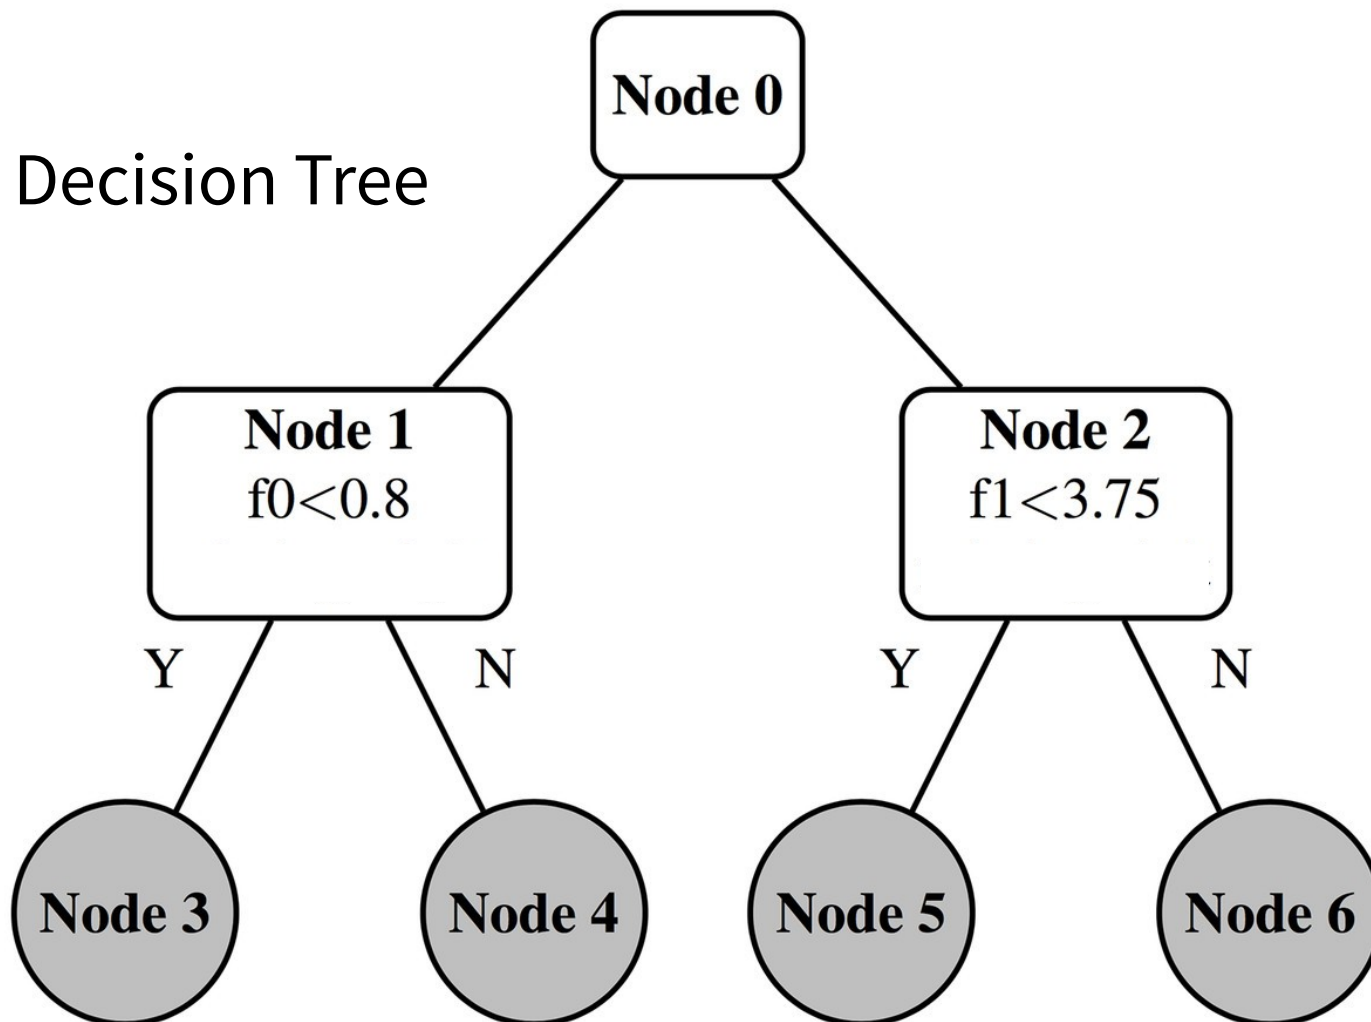 Node 0
Decision Tree
Node 1
f0<0.8
Node 2
f1<3.75
Y
N
Y
N
Node 3
Node 4
Node 5
Node 6